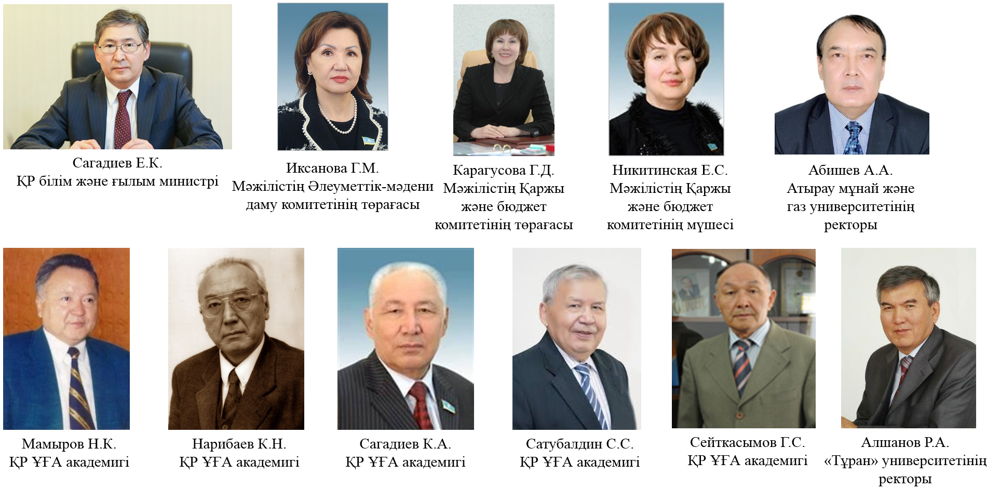 Сагадиев Е.К.
ҚР білім және ғылым министрі
Иксанова Г.М.
Мәжілістің Әлеуметтік-мәдени
даму комитетінің төрағасы
Карагусова Г.Д.
Мәжілістің Қаржы
және бюджет
комитетінің төрағасы
Никитинская Е.С.
Мәжілістің Қаржы
және бюджет
комитетінің мүшесі
Абишев А.А.
Атырау мұнай және
газ университетінің
ректоры
Мамыров Н.К.
ҚР ҰҒА академигі
Нарибаев К.Н.
ҚР ҰҒА академигі
Сагадиев К.А.
ҚР ҰҒА академигі
Сатубалдин С.С.
ҚР ҰҒА академигі
Сейткасымов Г.С.
ҚР ҰҒА академигі
Алшанов Р.А.
«Тұран» университетінің
ректоры